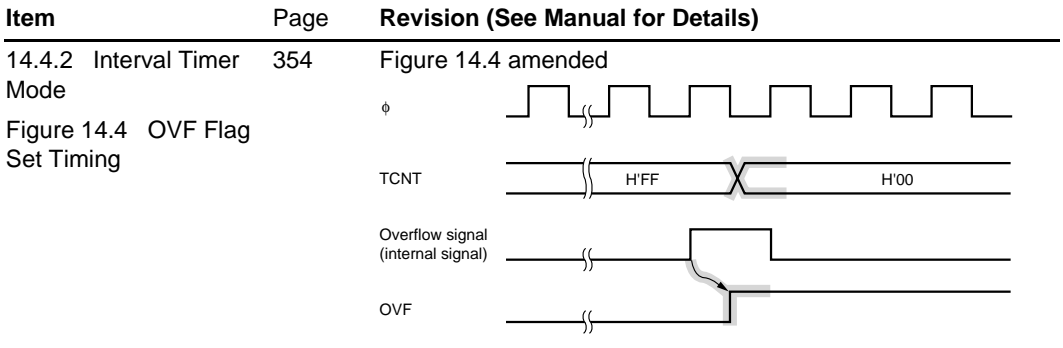 Item Page Revision (See Manual for Details)
14.4.2 Interval Timer Mode 354 Figure 14.4 amended
Figure 14.4 OVF Flag Set Timing
φ
TCNT H'FF H'00
Overflow signal
(internal signal)
OVF